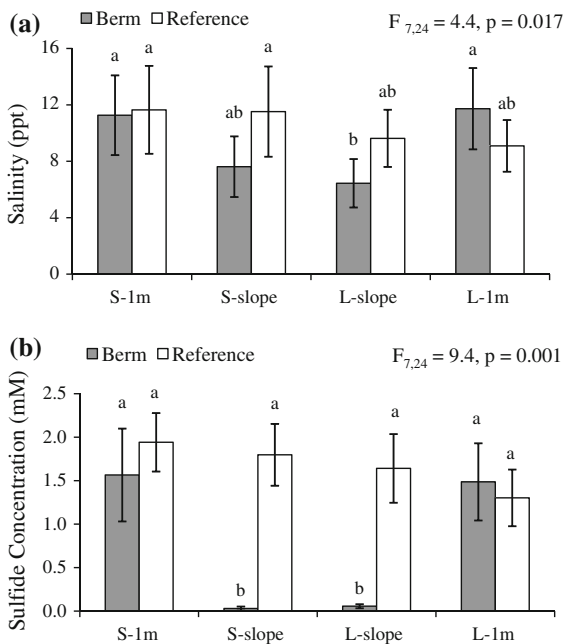 (a)
Berm Reference
F 7,24 = 4.4, p = 0.017
Salinity (ppt)
16
12
8
4
0
a a ab a b ab a ab
S-1m S-slope L-slope L-1m
(b)
Berm Reference
F7,24 = 9.4, p = 0.001
Sulfide Concentration (mM)
2.5
2.0
1.5
1.0
0.5
0.0
a a b a b a a a
S-1m S-slope L-slope L-1m